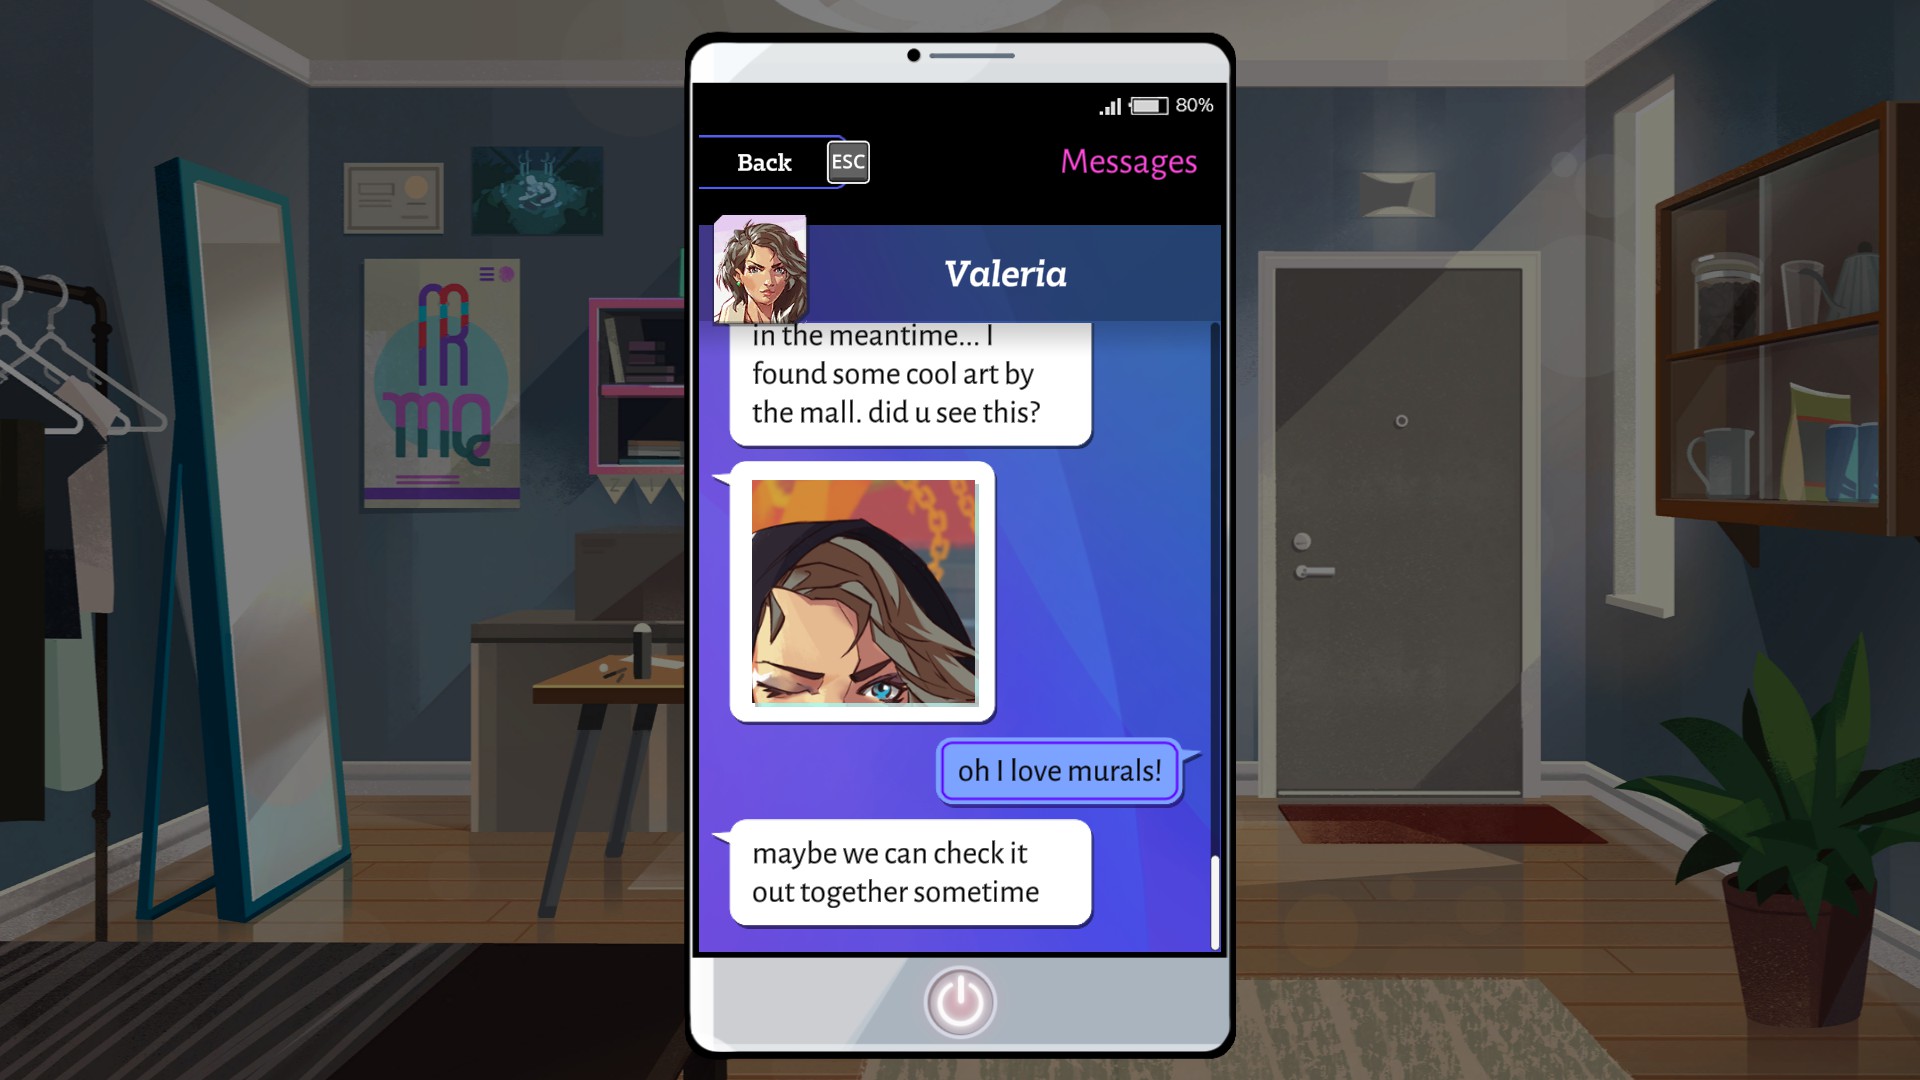 80%
Back
ESC
Messages
Valeria
in the meantime... I
found some cool art by
the mall. did u see this?
oh I love murals!
maybe we can check it
out together sometime